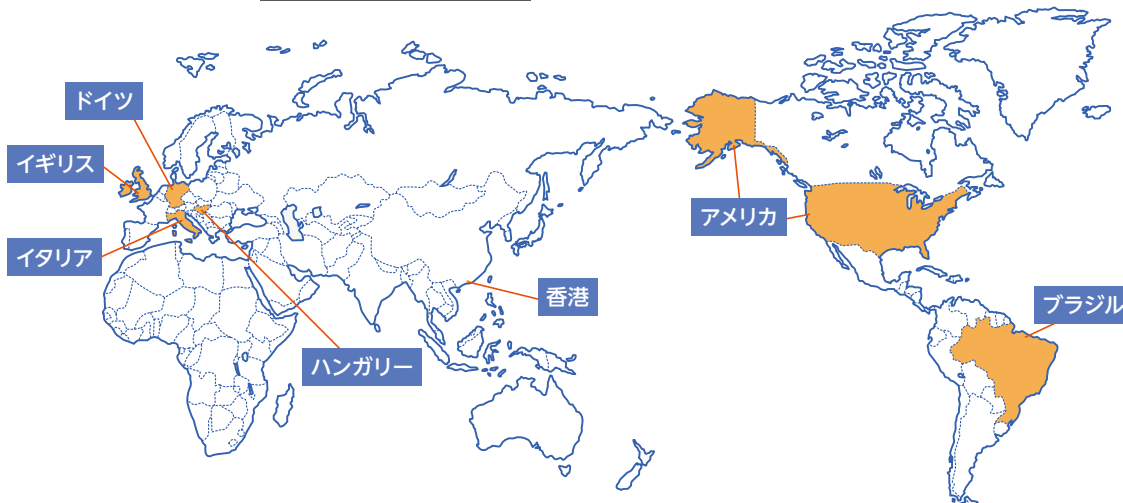 ドイツ
イギリス
アメリカ
イタリア
香港
ブラジル
ハンガリー